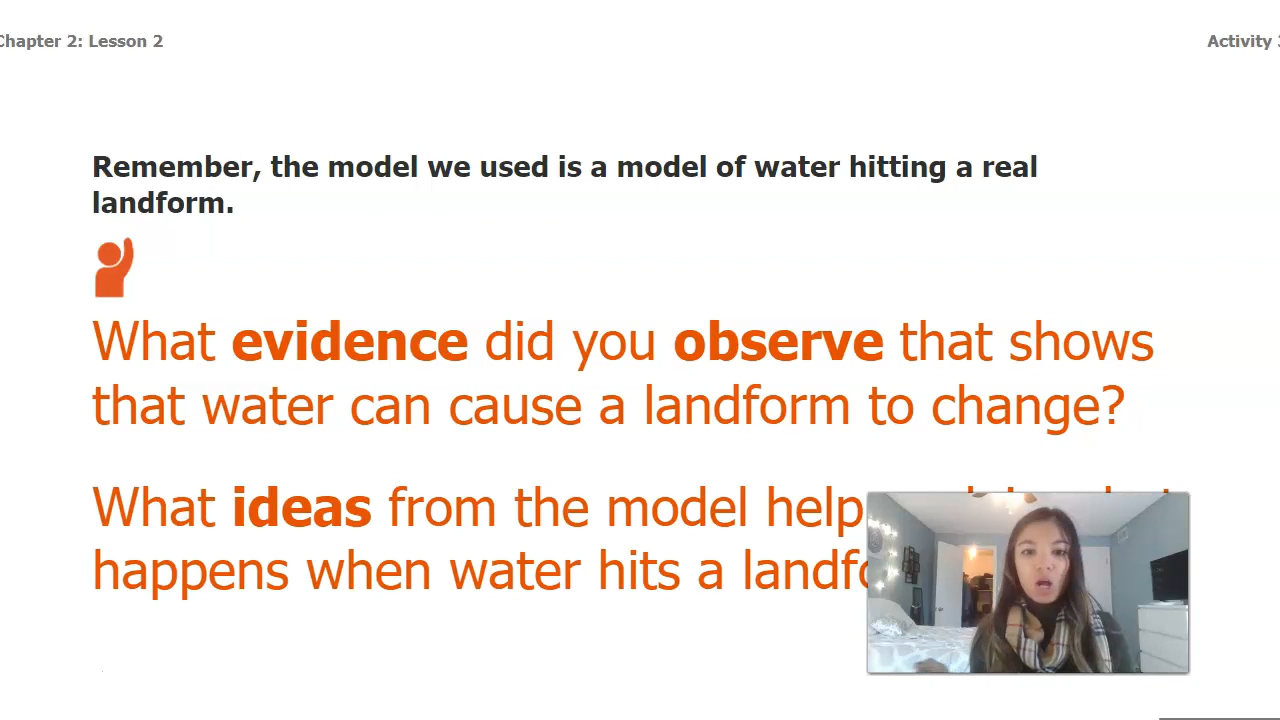 Chapter 2: Lesson 2
Activity 3
Remember, the model we used is a model of water hitting a real
landform.
What evidence did you observe that shows
that water can cause a landform to change?
What ideas from the model help
happens when water hits a